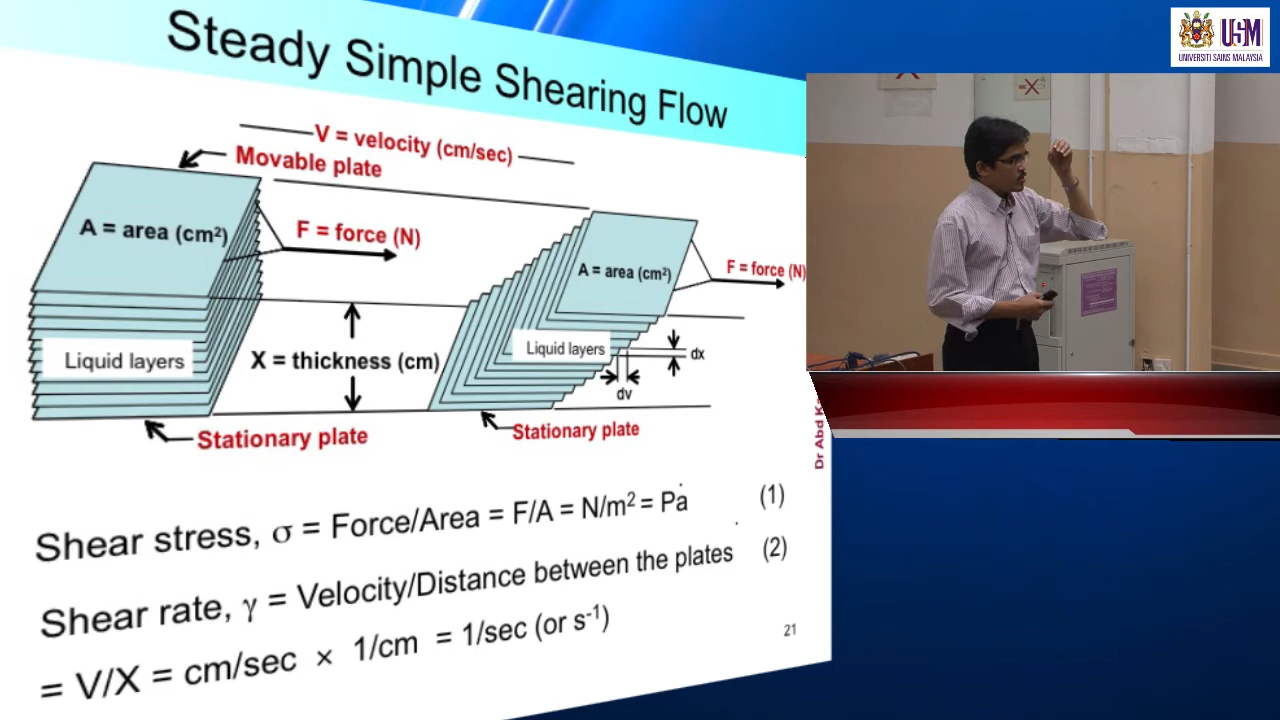 Steady Simple Shearing Flow
V = velocity (cm/sec)
Movable plate
A = area (cm²)
F = force (N)
Liquid layers
X = thickness (cm)
Stationary plate
A = area (cm²)
F = force (N)
Liquid layers
dx
dv
Stationary plate
Shear stress, σ = Force/Area = F/A = N/m² = Pa (1)
Shear rate, γ = Velocity/Distance between the plates (2)
= V/X = cm/sec × 1/cm = 1/sec (or s⁻¹)
21
Dr Abd
USM
UNIVERSITI SAINS MALAYSIA